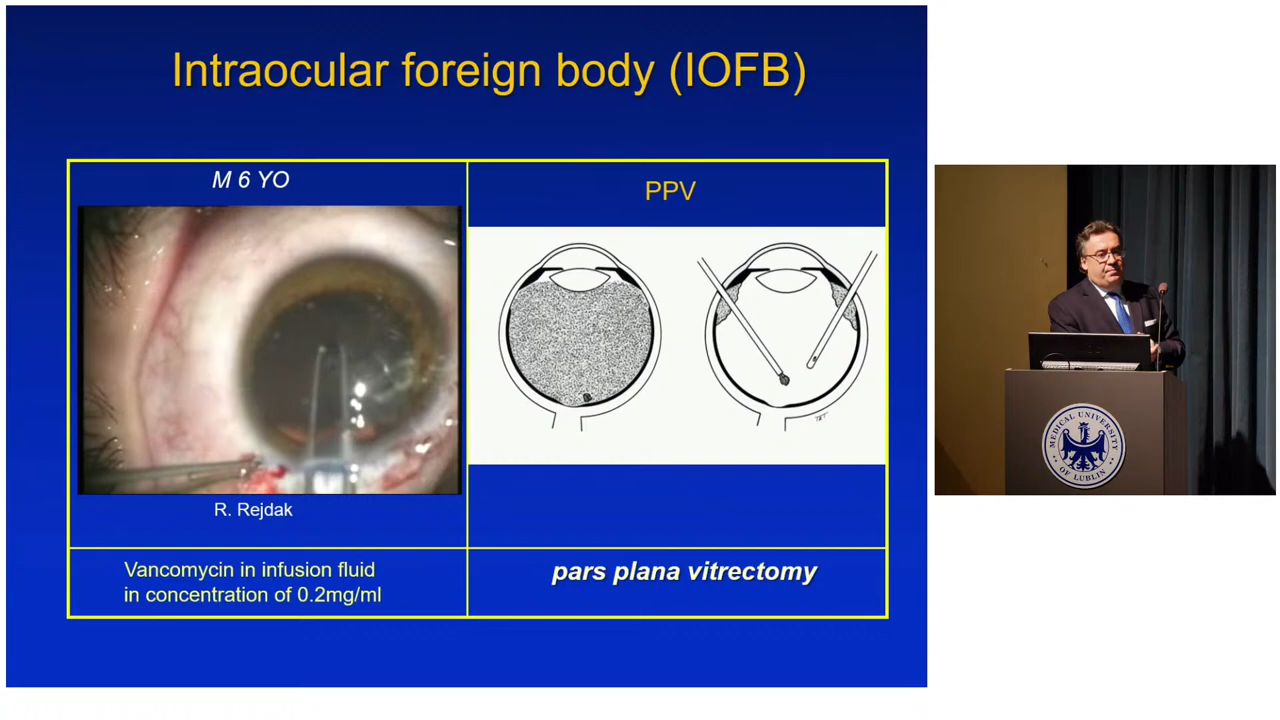 Intraocular foreign body (IOFB)
M 6 YO
PPV
R. Rejdak
Vancomycin in infusion fluid
in concentration of 0.2mg/ml
pars plana vitrectomy
MEDICAL UNIVERSITY
OF LUBLIN